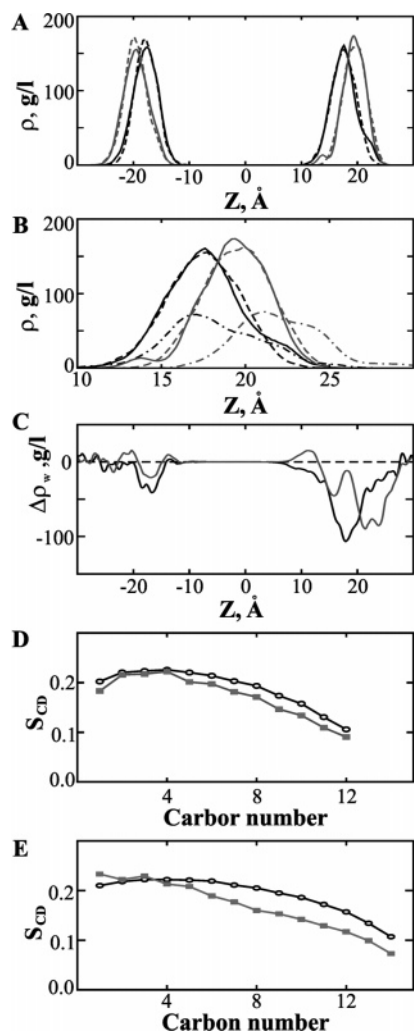 A
200
ρ, g/l
100
0
-20 -10 0 10 20
Z, Å
B
200
ρ, g/l
100
0
10 15 20 25
Z, Å
C
Δρw ,g/l
0
-100
-20 -10 0 10 20
Z, Å
D
SCD
0.2
0.1
0.0
4 8 12
Carbor number
E
SCD
0.2
0.1
0.0
4 8 12
Carbon number